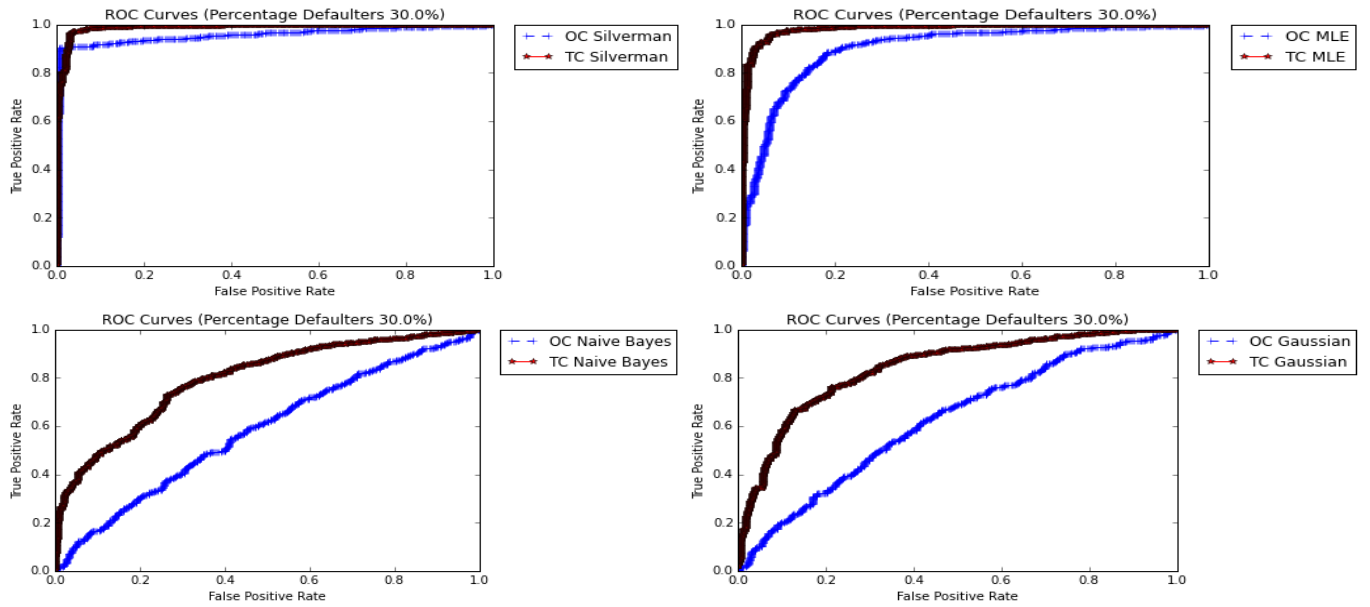 ROC Curves (Percentage Defaulters 30.0%)
1.0
0.8
0.6
0.4
0.2
0.0
True Positive Rate
0.0 0.2 0.4 0.6 0.8 1.0
False Positive Rate
OC Silverman
TC Silverman
ROC Curves (Percentage Defaulters 30.0%)
1.0
0.8
0.6
0.4
0.2
0.0
True Positive Rate
0.0 0.2 0.4 0.6 0.8 1.0
False Positive Rate
OC MLE
TC MLE
ROC Curves (Percentage Defaulters 30.0%)
1.0
0.8
0.6
0.4
0.2
0.0
True Positive Rate
0.0 0.2 0.4 0.6 0.8 1.0
False Positive Rate
OC Naive Bayes
TC Naive Bayes
ROC Curves (Percentage Defaulters 30.0%)
1.0
0.8
0.6
0.4
0.2
0.0
True Positive Rate
0.0 0.2 0.4 0.6 0.8 1.0
False Positive Rate
OC Gaussian
TC Gaussian